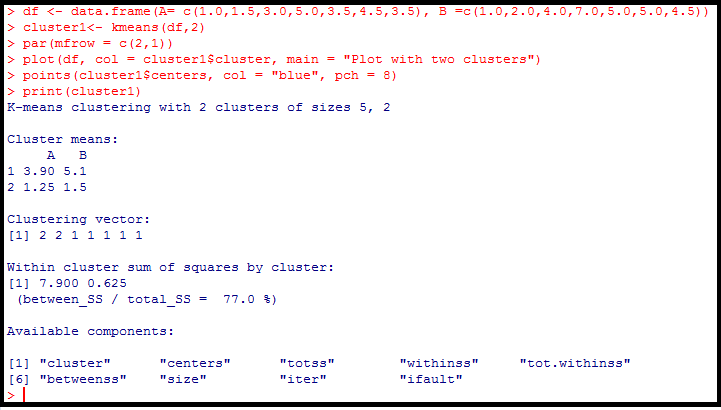 > df <- data.frame(A= c(1.0,1.5,3.0,5.0,3.5,4.5,3.5), B =c(1.0,2.0,4.0,7.0,5.0,5.0,4.5))
> cluster1<- kmeans(df,2)
> par(mfrow = c(2,1))
> plot(df, col = cluster1$cluster, main = "Plot with two clusters")
> points(cluster1$centers, col = "blue", pch = 8)
> print(cluster1)
K-means clustering with 2 clusters of sizes 5, 2
Cluster means:
A B
1 3.90 5.1
2 1.25 1.5
Clustering vector:
[1] 2 2 1 1 1 1 1
Within cluster sum of squares by cluster:
[1] 7.900 0.625
(between_SS / total_SS = 77.0 %)
Available components:
[1] "cluster" "centers" "totss" "withinss" "tot.withinss"
[6] "betweenss" "size" "iter" "ifault"
>